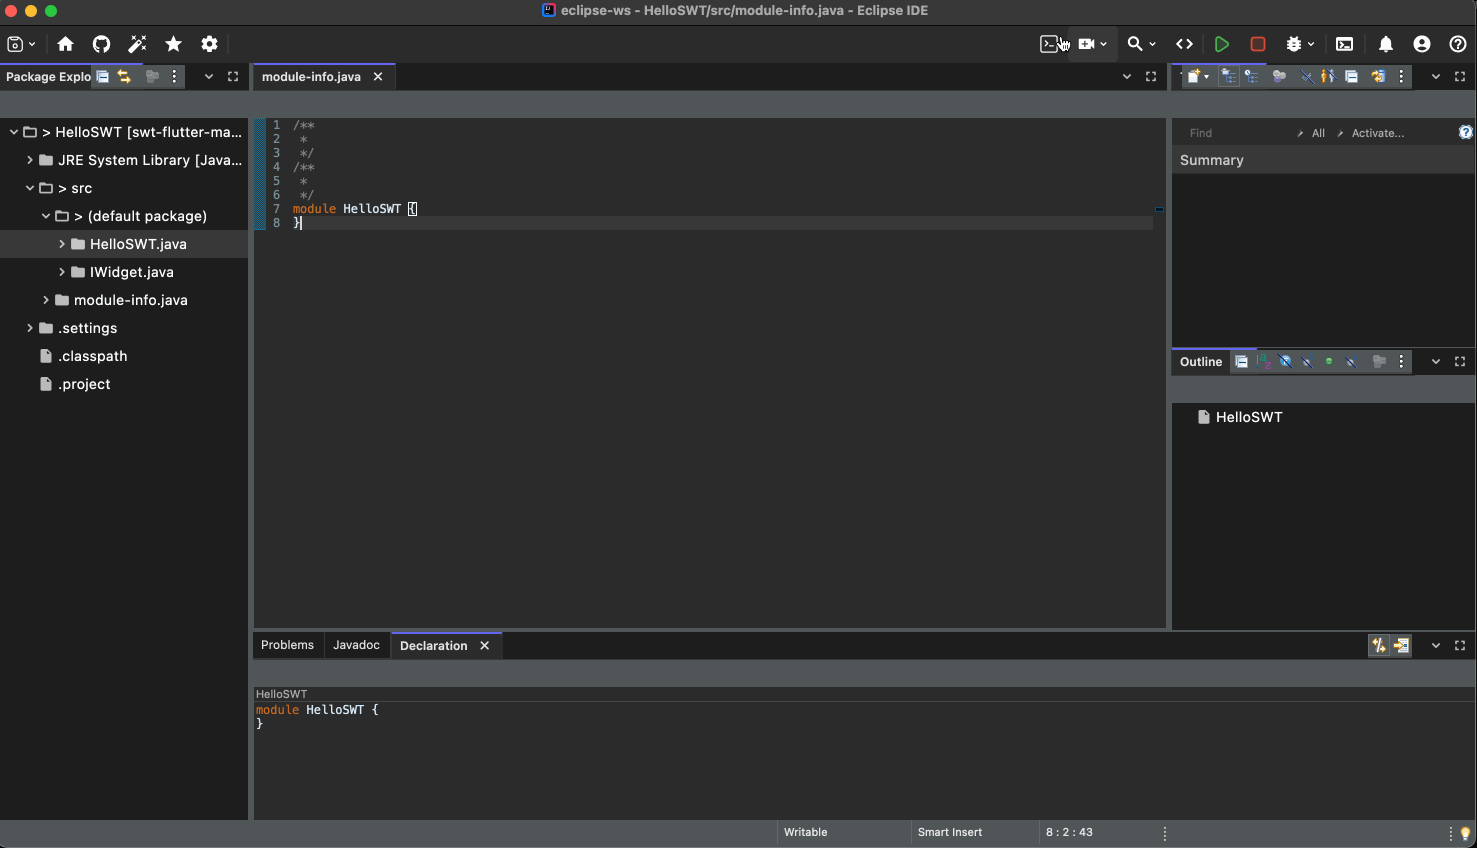 eclipse-ws - HelloSWT/src/module-info.java - Eclipse IDE
Package Explo
module-info.java
> HelloSWT [swt-flutter-ma...
JRE System Library [Java...
> src
> (default package)
HelloSWT.java
IWidget.java
module-info.java
.settings
.classpath
.project
1 /**
2 *
3 */
4 /**
5 *
6 */
7 module HelloSWT {
8 }
Find
All
Activate...
Summary
Outline
HelloSWT
Problems
Javadoc
Declaration
HelloSWT
module HelloSWT {
}
Writable
Smart Insert
8 : 2 : 43